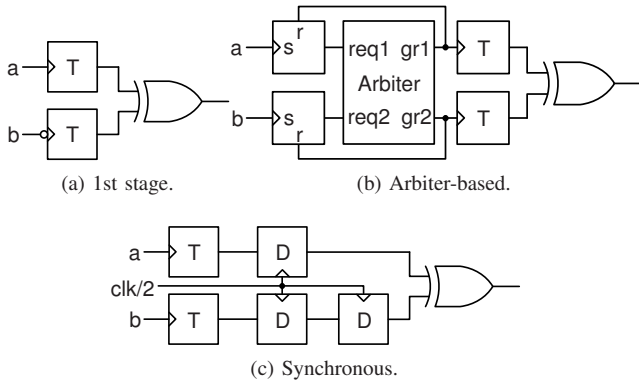 a
T
b
T
(a) 1st stage.
a
s
r
req1 gr1
T
Arbiter
b
s
r
req2 gr2
T
(b) Arbiter-based.
a
T
D
clk/2
b
T
D
D
(c) Synchronous.